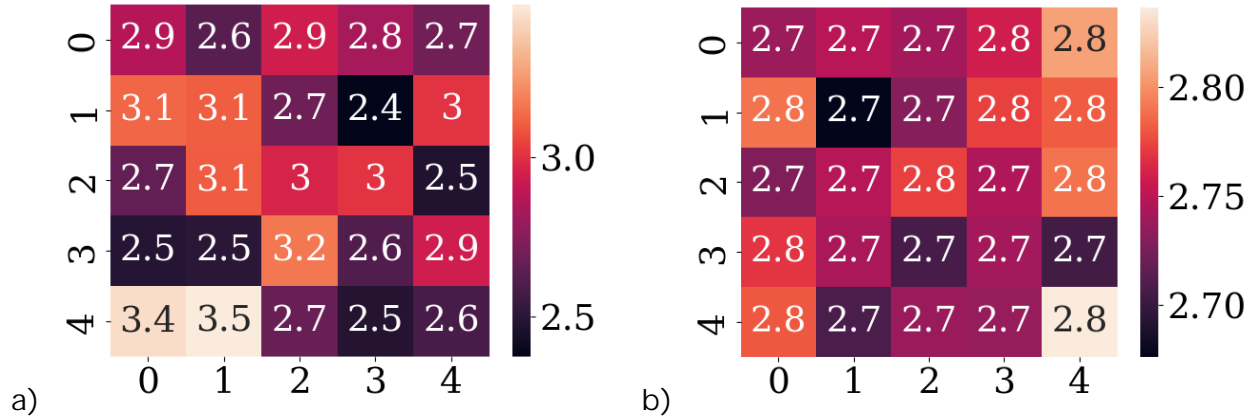 0 2.9 2.6 2.9 2.8 2.7
1 3.1 3.1 2.7 2.4 3
2 2.7 3.1 3 3 2.5
3 2.5 2.5 3.2 2.6 2.9
4 3.4 3.5 2.7 2.5 2.6
0 1 2 3 4
3.0
2.5
a)
0 2.7 2.7 2.7 2.8 2.8
1 2.8 2.7 2.7 2.8 2.8
2 2.7 2.7 2.8 2.7 2.8
3 2.8 2.7 2.7 2.7 2.7
4 2.8 2.7 2.7 2.7 2.8
0 1 2 3 4
2.80
2.75
2.70
b)